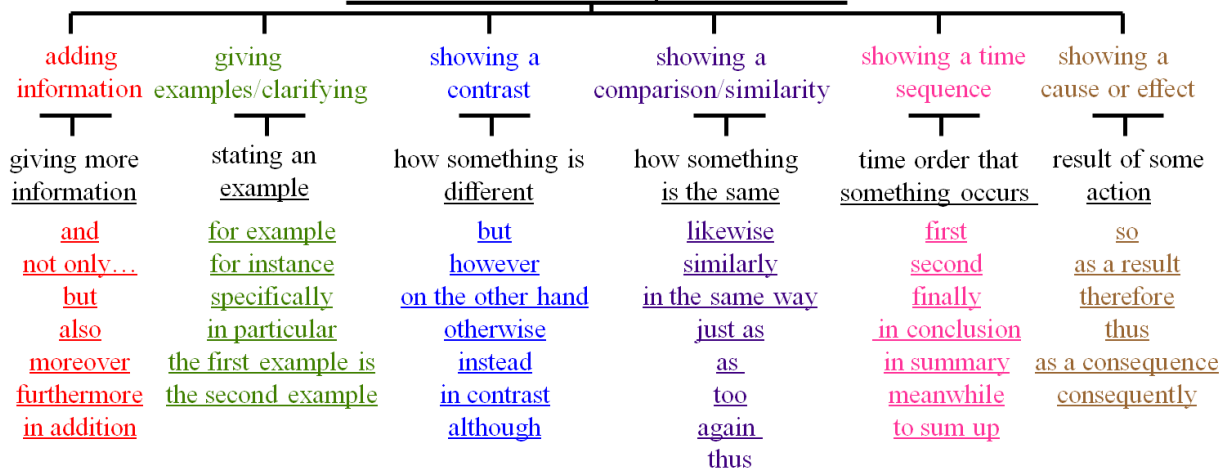 adding
information
giving
examples/clarifying
showing a
contrast
showing a
comparison/similarity
showing a time
sequence
showing a
cause or effect
giving more
information
stating an
example
how something is
different
how something
is the same
time order that
something occurs
result of some
action
and
not only…
but
also
moreover
furthermore
in addition
for example
for instance
specifically
in particular
the first example is
the second example
but
however
on the other hand
otherwise
instead
in contrast
although
likewise
similarly
in the same way
just as
as
too
again
thus
first
second
finally
in conclusion
in summary
meanwhile
to sum up
so
as a result
therefore
thus
as a consequence
consequently